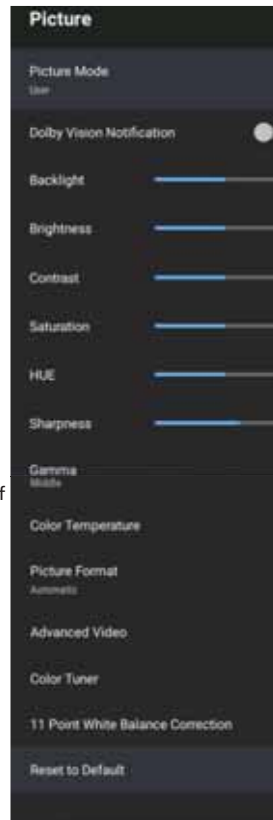 Picture
Picture Mode
User
Dolby Vision Notification
Backlight
Brightness
Contrast
Saturation
HUE
Sharpness
Gamma
Middle
f
Color Temperature
Picture Format
Automatic
Advanced Video
Color Tuner
11 Point White Balance Correction
Reset to Default